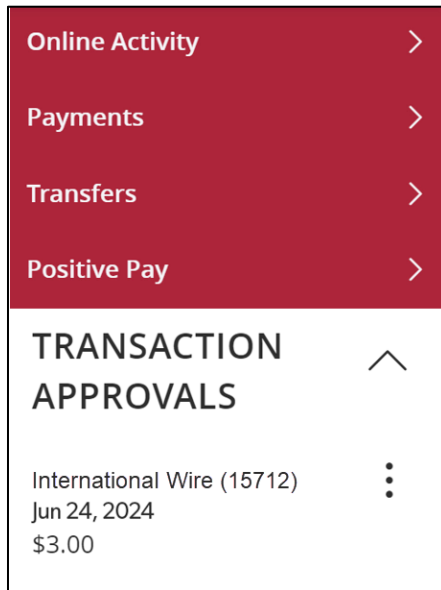 Online Activity
Payments
Transfers
Positive Pay
TRANSACTION
APPROVALS
International Wire (15712)
Jun 24, 2024
$3.00